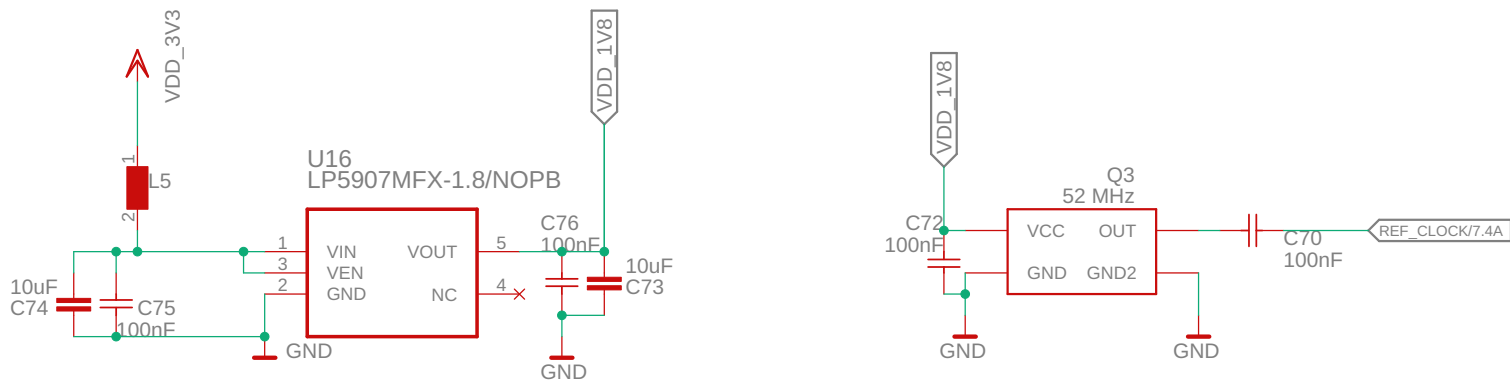 VDD_3V3
1
L5
2
10uF
C74
C75
100nF
GND
U16
LP5907MFX-1.8/NOPB
1
VIN
3
VEN
2
GND
VOUT
5
NC
4
C76
100nF
10uF
C73
GND
VDD_1V8
VDD_1V8
C72
100nF
Q3
52 MHz
VCC
OUT
GND
GND2
GND
GND
C70
100nF
REF_CLOCK/7.4A